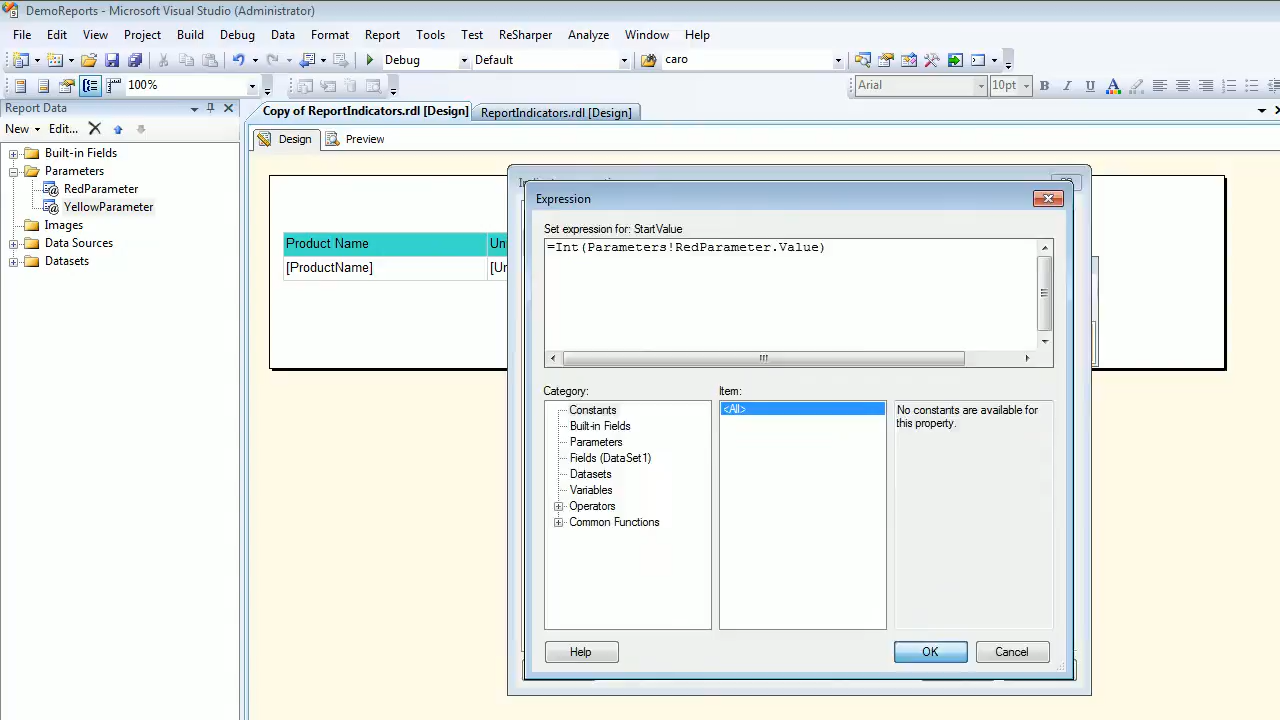 DemoReports - Microsoft Visual Studio (Administrator)
File Edit View Project Build Debug Data Format Report Tools Test ReSharper Analyze Window Help
Debug Default caro
100% Arial 10pt B I U A
Report Data
Copy of ReportIndicators.rdl [Design] ReportIndicators.rdl [Design]
New Edit...
Design Preview
Built-in Fields
Parameters
RedParameter
YellowParameter
Images
Data Sources
Datasets
Product Name
[ProductName]
Expression
Set expression for: StartValue
=Int(Parameters!RedParameter.Value)
Category: Item:
Constants
Built-in Fields
Parameters
Fields (DataSet1)
Datasets
Variables
Operators
Common Functions
<All>
No constants are available for
this property.
Help OK Cancel